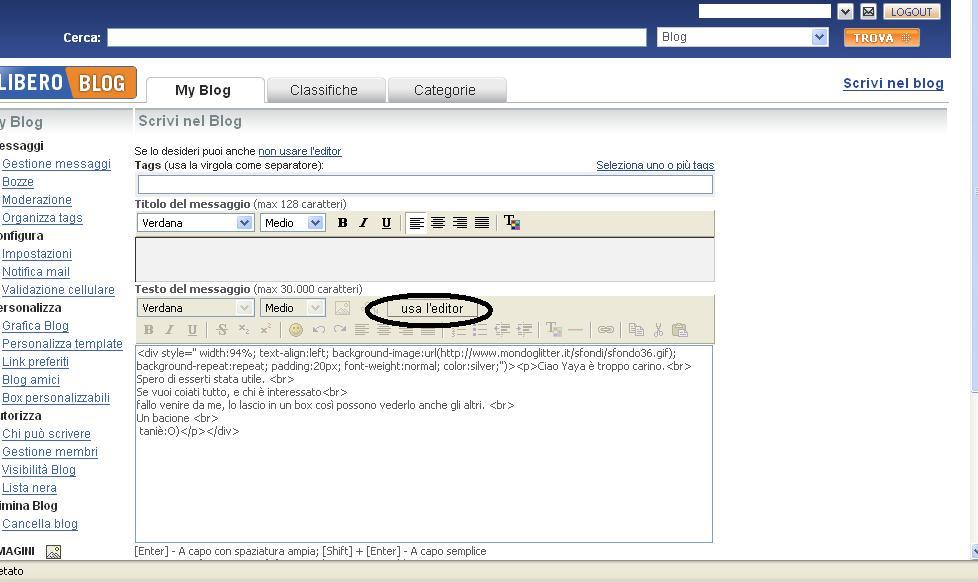 LOGOUT
Cerca: Blog TROVA
LIBERO BLOG My Blog Classifiche Categorie Scrivi nel blog
y Blog
essaggi
Gestione messaggi
Bozze
Moderazione
Organizza tags
onfigura
Impostazioni
Notifica mail
Validazione cellulare
ersonalizza
Grafica Blog
Personalizza template
Link preferiti
Blog amici
Box personalizzabili
utorizza
Chi può scrivere
Gestione membri
Visibilità Blog
Lista nera
imina Blog
Cancella blog
MAGINI
Scrivi nel Blog
Se lo desideri puoi anche non usare l'editor
Tags (usa la virgola come separatore): Seleziona uno o più tags
Titolo del messaggio (max 128 caratteri)
Verdana Medio B I U
Testo del messaggio (max 30.000 caratteri)
Verdana Medio usa l'editor
B I U S x₂ x²
<div style=" width:94%; text-align:left; background-image:url(http://www.mondoglitter.it/sfondi/sfondo36.gif);
background-repeat:repeat; padding:20px; font-weight:normal; color:silver;"><p>Ciao Yaya è troppo carino.<br>
Spero di esserti stata utile. <br>
Se vuoi coiati tutto, e chi è interessato<br>
fallo venire da me, lo lascio in un box così possono vederlo anche gli altri. <br>
Un bacione <br>
taniè:O)</p></div>
[Enter] - A capo con spaziatura ampia; [Shift] + [Enter] - A capo semplice
etato